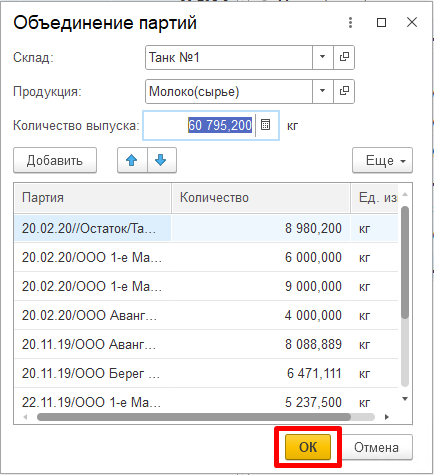 Объединение партий
Склад: Танк №1
Продукция: Молоко(сырье)
Количество выпуска: 60 795,200 кг
Добавить Еще
Партия Количество Ед. из
20.02.20//Остаток/Та... 8 980,200 кг
20.02.20/ООО 1-е Ма... 6 000,000 кг
20.02.20/ООО 1-е Ма... 9 000,000 кг
20.02.20/ООО Аванг... 4 000,000 кг
20.11.19/ООО Аванг... 8 088,889 кг
20.11.19/ООО Берег ... 6 471,111 кг
22.11.19/ООО 1-е Ма... 5 237,500 кг
ОК Отмена